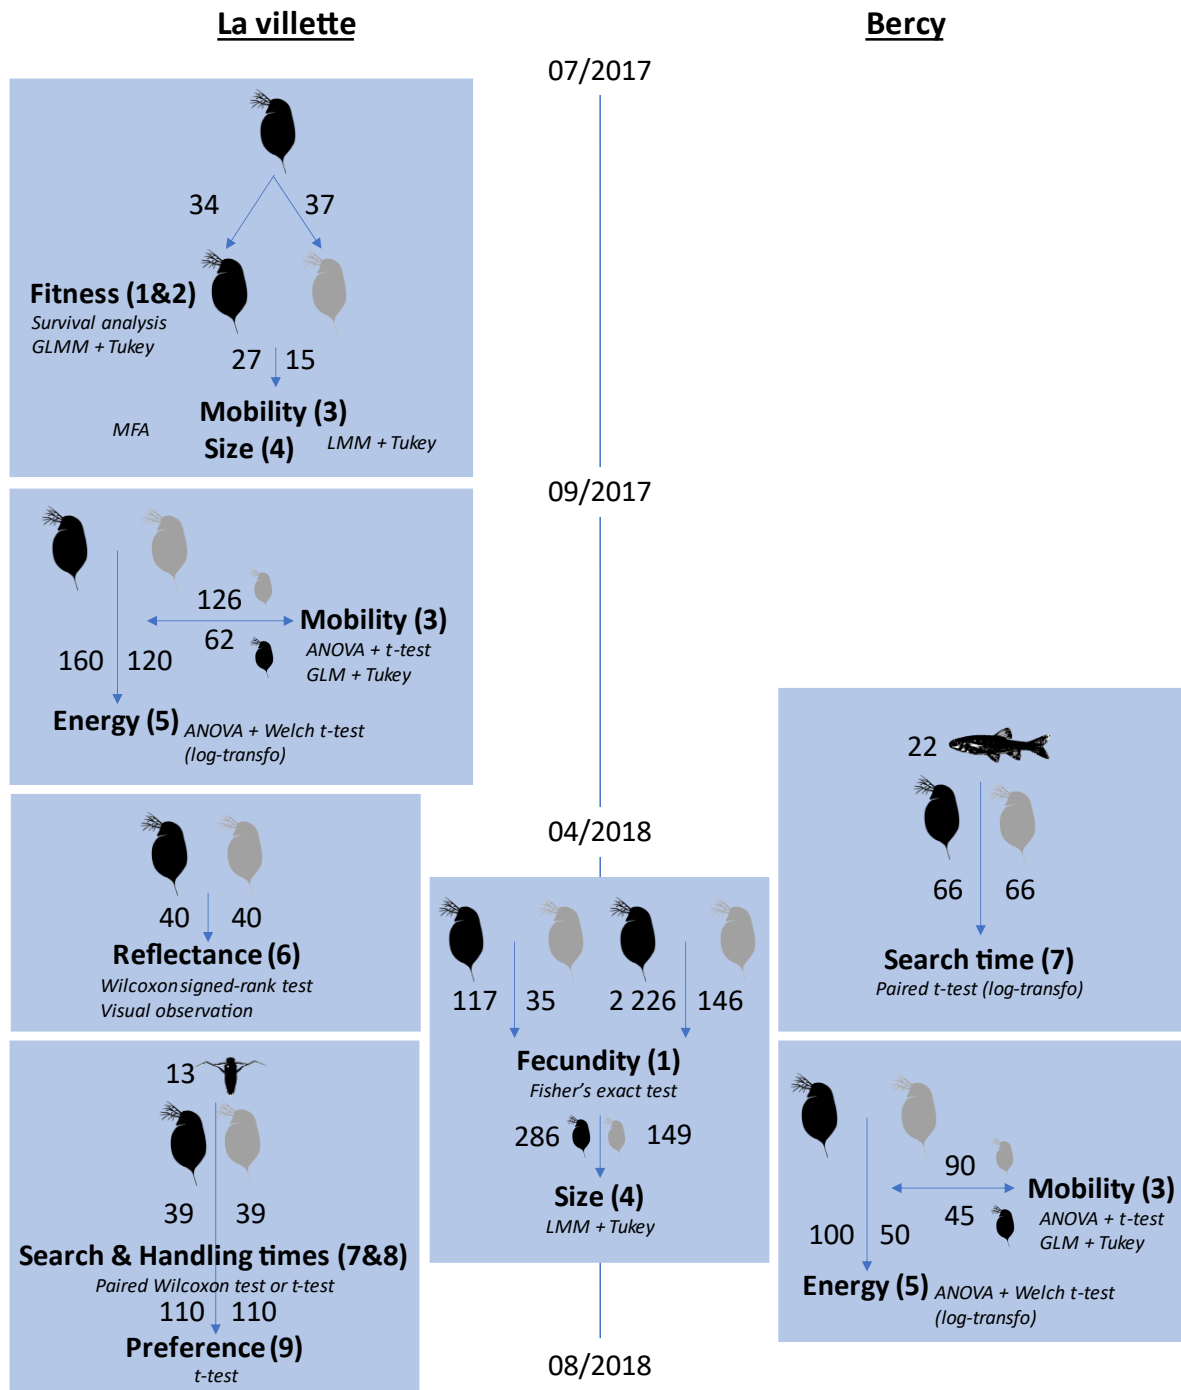 La villette
Bercy
07/2017
34
37
Fitness (1&2)
Survival analysis
GLMM + Tukey
27
15
Mobility (3)
MFA
Size (4)
LMM + Tukey
09/2017
126
62
Mobility (3)
ANOVA + t-test
GLM + Tukey
160
120
Energy (5)
ANOVA + Welch t-test
(log-transfo)
04/2018
22
66
66
Search time (7)
Paired t-test (log-transfo)
40
40
Reflectance (6)
Wilcoxon signed-rank test
Visual observation
117
35
2 226
146
Fecundity (1)
Fisher's exact test
286
149
Size (4)
LMM + Tukey
13
39
39
Search & Handling times (7&8)
Paired Wilcoxon test or t-test
110
110
Preference (9)
t-test
90
45
Mobility (3)
ANOVA + t-test
GLM + Tukey
100
50
Energy (5)
ANOVA + Welch t-test
(log-transfo)
08/2018